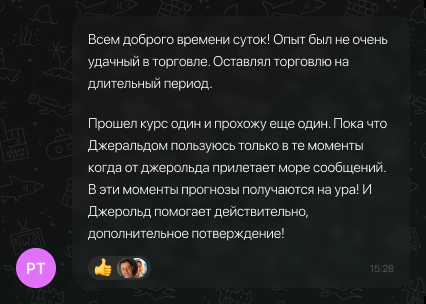 Всем доброго времени суток! Опыт был не очень
удачный в торговле. Оставлял торговлю на
длительный период.
Прошел курс один и прохожу еще один. Пока что
Джеральдом пользуюсь только в те моменты
когда от джерольда прилетает море сообщений.
В эти моменты прогнозы получаются на ура! И
Джерольд помогает действительно,
дополнительное потверждение!
РТ
15:28